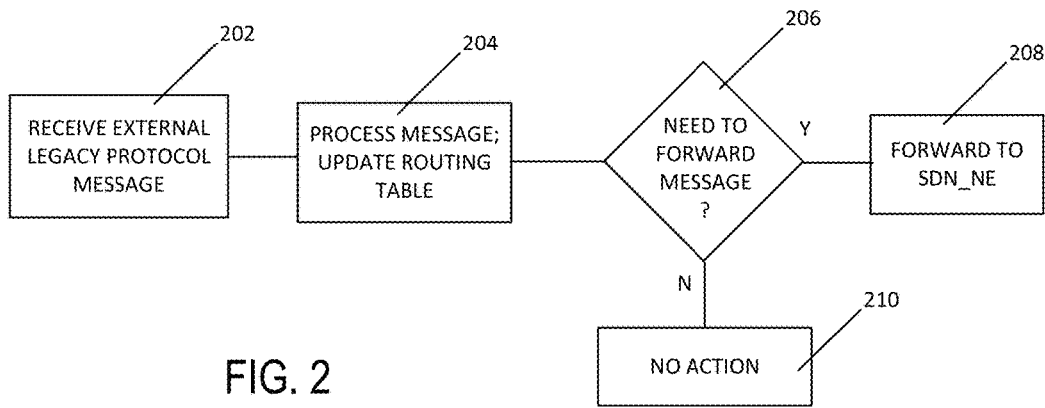 202
RECEIVE EXTERNAL
LEGACY PROTOCOL
MESSAGE
204
PROCESS MESSAGE;
UPDATE ROUTING
TABLE
206
NEED TO
FORWARD
MESSAGE
?
Y
208
FORWARD TO
SDN_NE
N
210
NO ACTION
FIG. 2